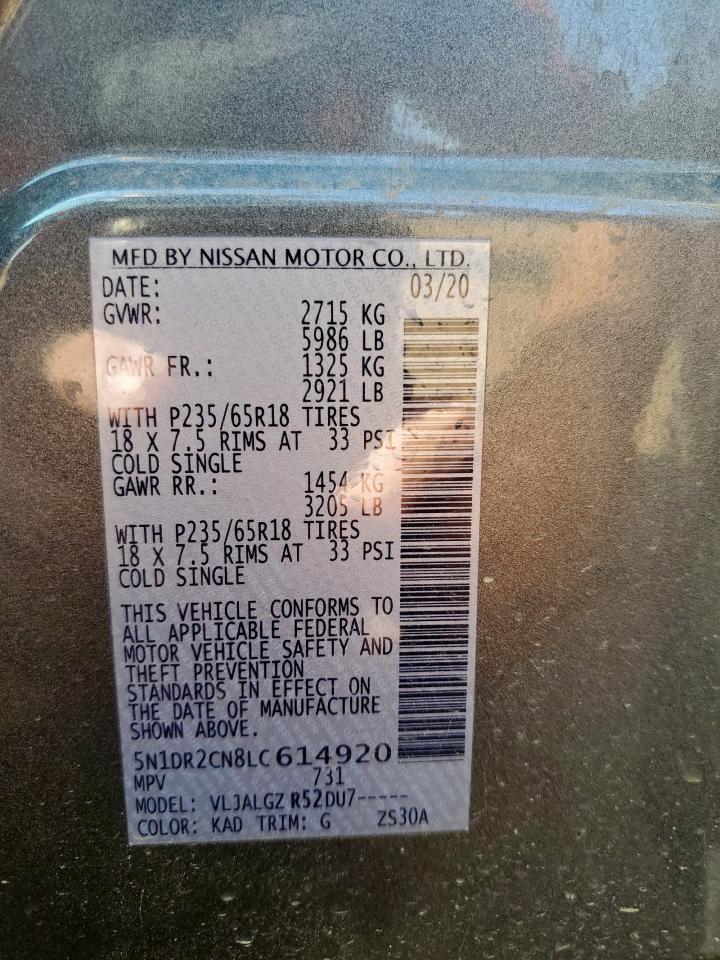 MFD BY NISSAN MOTOR CO., LTD.
DATE: 03/20
GVWR: 2715 KG
5986 LB
GAWR FR.: 1325 KG
2921 LB
WITH P235/65R18 TIRES
18 X 7.5 RIMS AT 33 PSI
COLD SINGLE
GAWR RR.: 1454 KG
3205 LB
WITH P235/65R18 TIRES
18 X 7.5 RIMS AT 33 PSI
COLD SINGLE
THIS VEHICLE CONFORMS TO
ALL APPLICABLE FEDERAL
MOTOR VEHICLE SAFETY AND
THEFT PREVENTION
STANDARDS IN EFFECT ON
THE DATE OF MANUFACTURE
SHOWN ABOVE.
5N1DR2CN8LC614920
MPV 731
MODEL: VLJALGZ R52DU7-----
COLOR: KAD TRIM: G ZS30A